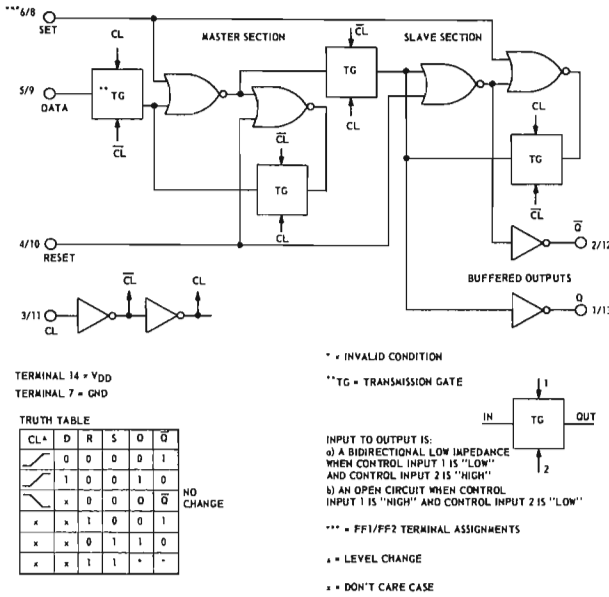 ***6/8
SET
CL
MASTER SECTION
C̅L̅
SLAVE SECTION
TG
5/9
DATA
**TG
CL
C̅L̅
C̅L̅
CL
TG
TG
C̅L̅
CL
4/10
RESET
Q̅
2/12
BUFFERED OUTPUTS
C̅L̅
CL
3/11
CL
Q
1/13
* = INVALID CONDITION
TERMINAL 14 = VDD
TERMINAL 7 = GND
**TG = TRANSMISSION GATE
1
IN
TG
OUT
2
TRUTH TABLE
CL▲ D R S Q Q̅
0 0 0 0 1
1 0 0 1 0
x 0 0 Q Q̅
NO
CHANGE
x x 1 0 0 1
x x 0 1 1 0
x x 1 1 * *
INPUT TO OUTPUT IS:
a) A BIDIRECTIONAL LOW IMPEDANCE
WHEN CONTROL INPUT 1 IS "LOW"
AND CONTROL INPUT 2 IS "HIGH"
b) AN OPEN CIRCUIT WHEN CONTROL
INPUT 1 IS "HIGH" AND CONTROL INPUT 2 IS "LOW"
*** = FF1/FF2 TERMINAL ASSIGNMENTS
▲ = LEVEL CHANGE
x = DON'T CARE CASE